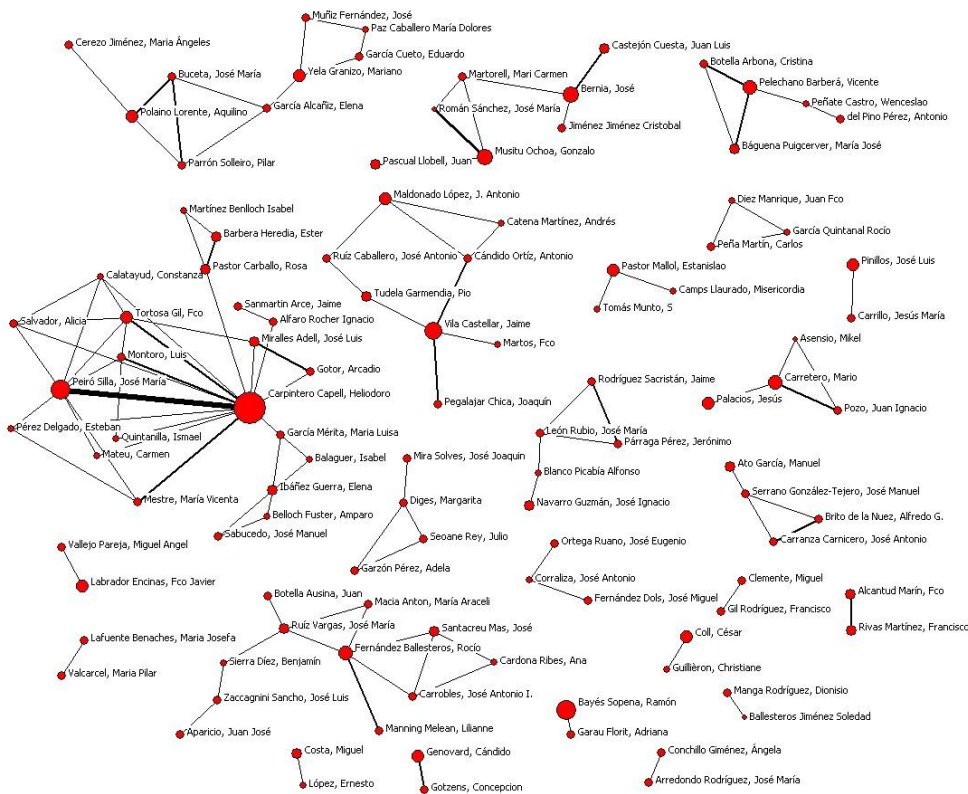 Muñiz Fernández, José
Paz Caballero María Dolores
Cerezo Jiménez, Maria Ángeles
García Cueto, Eduardo
Yela Granizo, Mariano
Buceta, José María
García Alcañiz, Elena
Polaino Lorente, Aquilino
Parrón Solleiro, Pilar
Castejón Cuesta, Juan Luis
Martorell, Mari Carmen
Bernia, José
Román Sánchez, José María
Jiménez Jiménez Cristobal
Musitu Ochoa, Gonzalo
Pascual Llobell, Juan
Botella Arbona, Cristina
Pelechano Barberá, Vicente
Peñate Castro, Wenceslao
del Pino Pérez, Antonio
Báguena Puigcerver, María José
Martínez Benlloch Isabel
Barbera Heredia, Ester
Pastor Carballo, Rosa
Calatayud, Constanza
Sanmartin Arce, Jaime
Alfaro Rocher Ignacio
Tortosa Gil, Fco
Salvador, Alicia
Miralles Adell, José Luis
Montoro, Luis
Gotor, Arcadio
Peiró Silla, José María
Carpintero Capell, Heliodoro
Pérez Delgado, Esteban
Quintanilla, Ismael
Mateu, Carmen
García Mérita, Maria Luisa
Balaguer, Isabel
Mestre, María Vicenta
Ibáñez Guerra, Elena
Belloch Fuster, Amparo
Sabucedo, José Manuel
Maldonado López, J. Antonio
Catena Martínez, Andrés
Ruíz Caballero, José Antonio
Cándido Ortíz, Antonio
Tudela Garmendia, Pio
Vila Castellar, Jaime
Martos, Fco
Pegalajar Chica, Joaquín
Diez Manrique, Juan Fco
García Quintanal Rocío
Peña Martín, Carlos
Pastor Mallol, Estanislao
Camps Llaurado, Misericordia
Tomás Munto, S
Pinillos, José Luis
Carrillo, Jesús María
Asensio, Mikel
Carretero, Mario
Palacios, Jesús
Pozo, Juan Ignacio
Rodríguez Sacristán, Jaime
León Rubio, José María
Párraga Pérez, Jerónimo
Blanco Picabía Alfonso
Navarro Guzmán, José Ignacio
Mira Solves, José Joaquin
Diges, Margarita
Seoane Rey, Julio
Garzón Pérez, Adela
Ato García, Manuel
Serrano González-Tejero, José Manuel
Brito de la Nuez, Alfredo G.
Carranza Carnicero, José Antonio
Ortega Ruano, José Eugenio
Corraliza, José Antonio
Fernández Dols, José Miguel
Clemente, Miguel
Gil Rodríguez, Francisco
Alcantud Marín, Fco
Rivas Martínez, Francisco
Vallejo Pareja, Miguel Angel
Labrador Encinas, Fco Javier
Lafuente Benaches, Maria Josefa
Valcarcel, Maria Pilar
Botella Ausina, Juan
Macia Anton, María Araceli
Ruíz Vargas, José María
Santacreu Mas, José
Fernández Ballesteros, Rocío
Sierra Díez, Benjamín
Cardona Ribes, Ana
Zaccagnini Sancho, José Luis
Carrobles, José Antonio I.
Aparicio, Juan José
Manning Melean, Lilianne
Coll, César
Guillièron, Christiane
Manga Rodríguez, Dionisio
Ballesteros Jiménez Soledad
Bayés Sopena, Ramón
Garau Florit, Adriana
Costa, Miguel
López, Ernesto
Genovard, Cándido
Gotzens, Concepcion
Conchillo Giménez, Ángela
Arredondo Rodríguez, José María